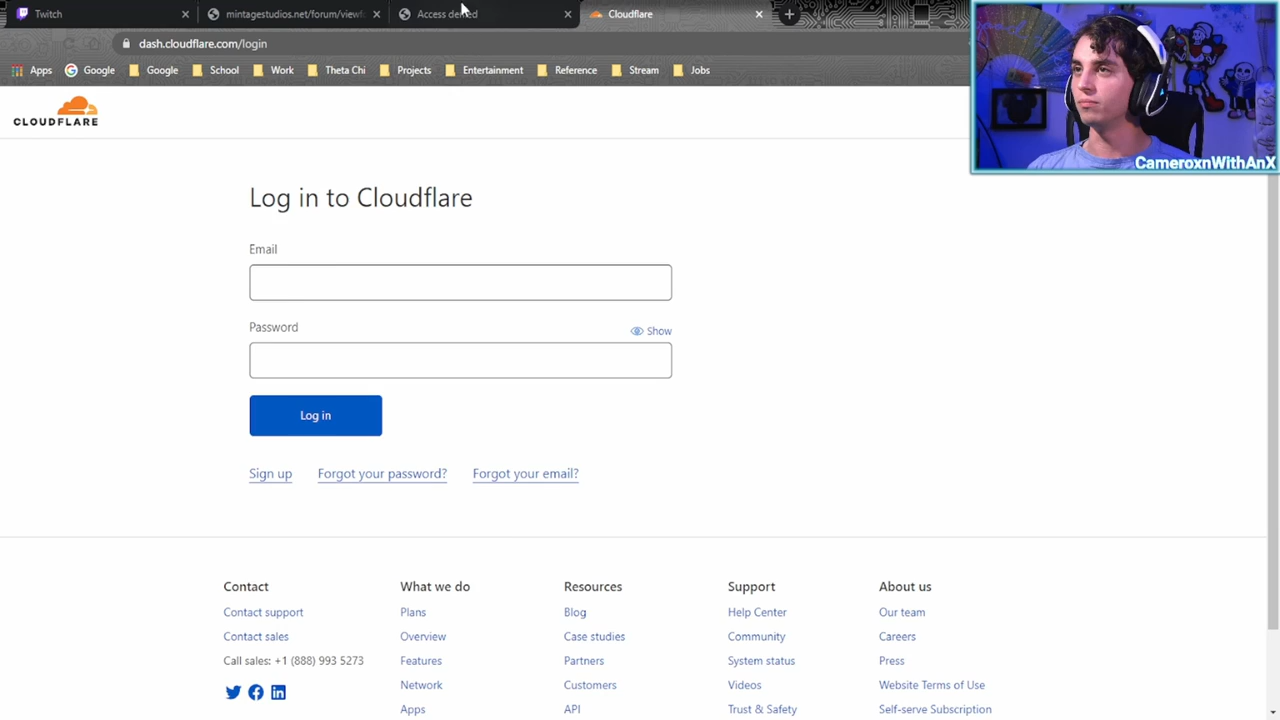 Twitch
mintagestudios.net/forum/viewf
Access denied
Cloudflare
dash.cloudflare.com/login
Apps
Google
Google
School
Work
Theta Chi
Projects
Entertainment
Reference
Stream
Jobs
CameroxnWithAnX
CLOUDFLARE
Log in to Cloudflare
Email
Password
Show
Log in
Sign up
Forgot your password?
Forgot your email?
Contact
Contact support
Contact sales
Call sales: +1 (888) 993 5273
What we do
Plans
Overview
Features
Network
Apps
Resources
Blog
Case studies
Partners
Customers
API
Support
Help Center
Community
System status
Videos
Trust & Safety
About us
Our team
Careers
Press
Website Terms of Use
Self-serve Subscription